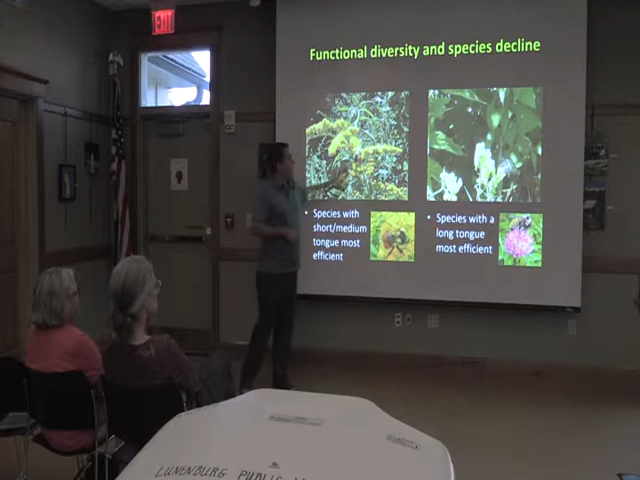 EXIT
Functional diversity and species decline
• Species with
short/medium
tongue most
efficient
• Species with a
long tongue
most efficient
LUNENBURG PUBLIC